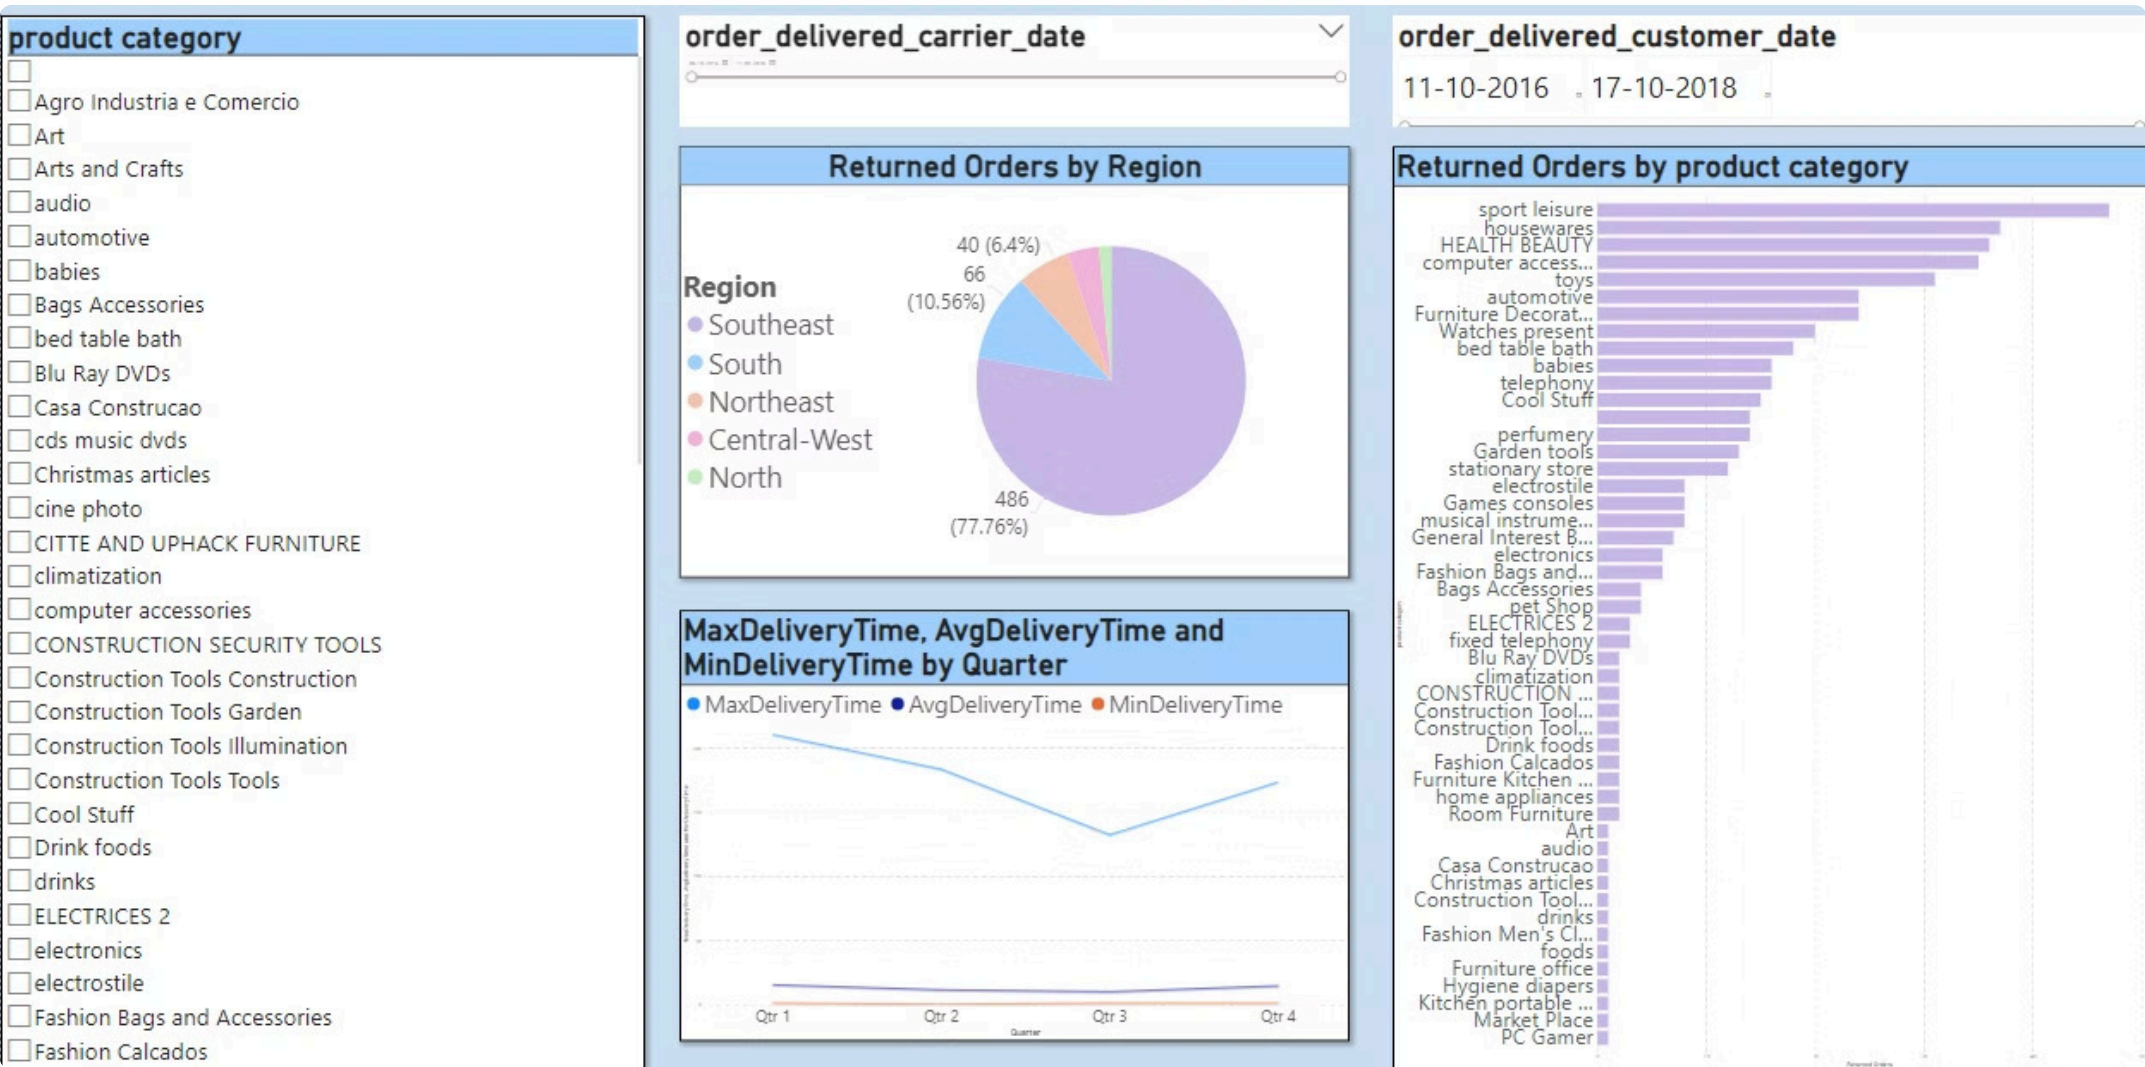 product category
Agro Industria e Comercio
Art
Arts and Crafts
audio
automotive
babies
Bags Accessories
bed table bath
Blu Ray DVDs
Casa Construcao
cds music dvds
Christmas articles
cine photo
CITTE AND UPHACK FURNITURE
climatization
computer accessories
CONSTRUCTION SECURITY TOOLS
Construction Tools Construction
Construction Tools Garden
Construction Tools Illumination
Construction Tools Tools
Cool Stuff
Drink foods
drinks
ELECTRICES 2
electronics
electrostile
Fashion Bags and Accessories
Fashion Calcados
order_delivered_carrier_date
order_delivered_customer_date
11-10-2016 17-10-2018
Returned Orders by Region
40 (6.4%)
66
(10.56%)
Region
Southeast
South
Northeast
Central-West
North
486
(77.76%)
MaxDeliveryTime, AvgDeliveryTime and
MinDeliveryTime by Quarter
MaxDeliveryTime AvgDeliveryTime MinDeliveryTime
Qtr 1 Qtr 2 Qtr 3 Qtr 4
Quarter
Returned Orders by product category
sport leisure
housewares
HEALTH BEAUTY
computer access...
toys
automotive
Furniture Decorat...
Watches present
bed table bath
babies
telephony
Cool Stuff
perfumery
Garden tools
stationary store
electrostile
Games consoles
musical instrume...
General Interest B...
electronics
Fashion Bags and...
Bags Accessories
pet Shop
ELECTRICES 2
fixed telephony
Blu Ray DVDs
climatization
CONSTRUCTION ...
Construction Tool...
Construction Tool...
Drink foods
Fashion Calcados
Furniture Kitchen ...
home appliances
Room Furniture
Art
audio
Casa Construcao
Christmas articles
Construction Tool...
drinks
Fashion Men's Cl...
foods
Furniture office
Hygiene diapers
Kitchen portable ...
Market Place
PC Gamer